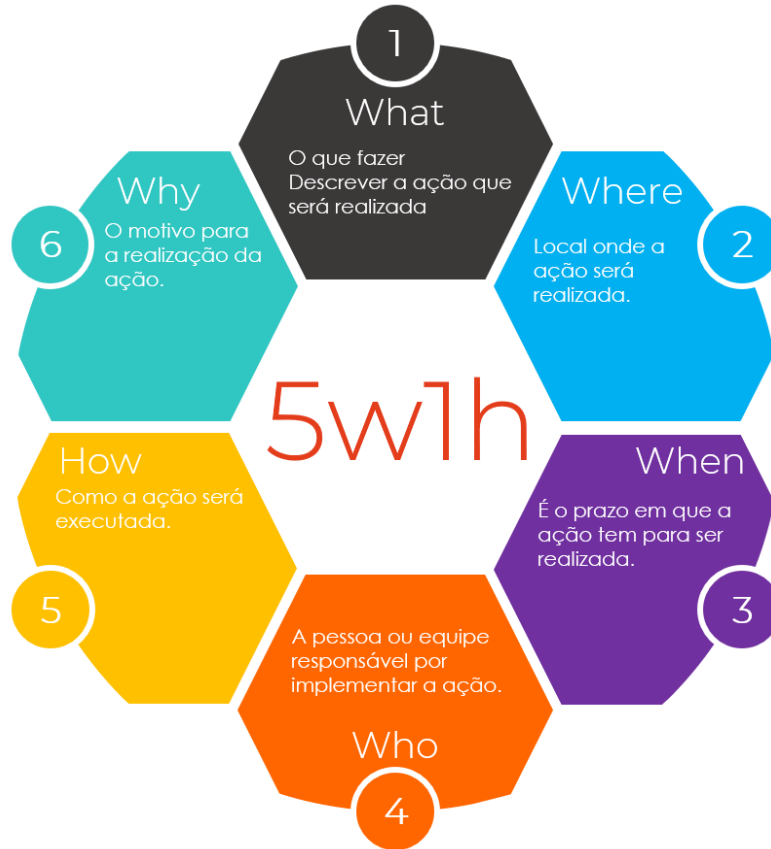 1
What
O que fazer
Descrever a ação que
será realizada
Where
2
Local onde a
ação será
realizada.
When
É o prazo em que a
ação tem para ser
realizada.
3
A pessoa ou equipe
responsável por
implementar a ação.
Who
4
How
Como a ação será
executada.
5
Why
6
O motivo para
a realização da
ação.
5w1h